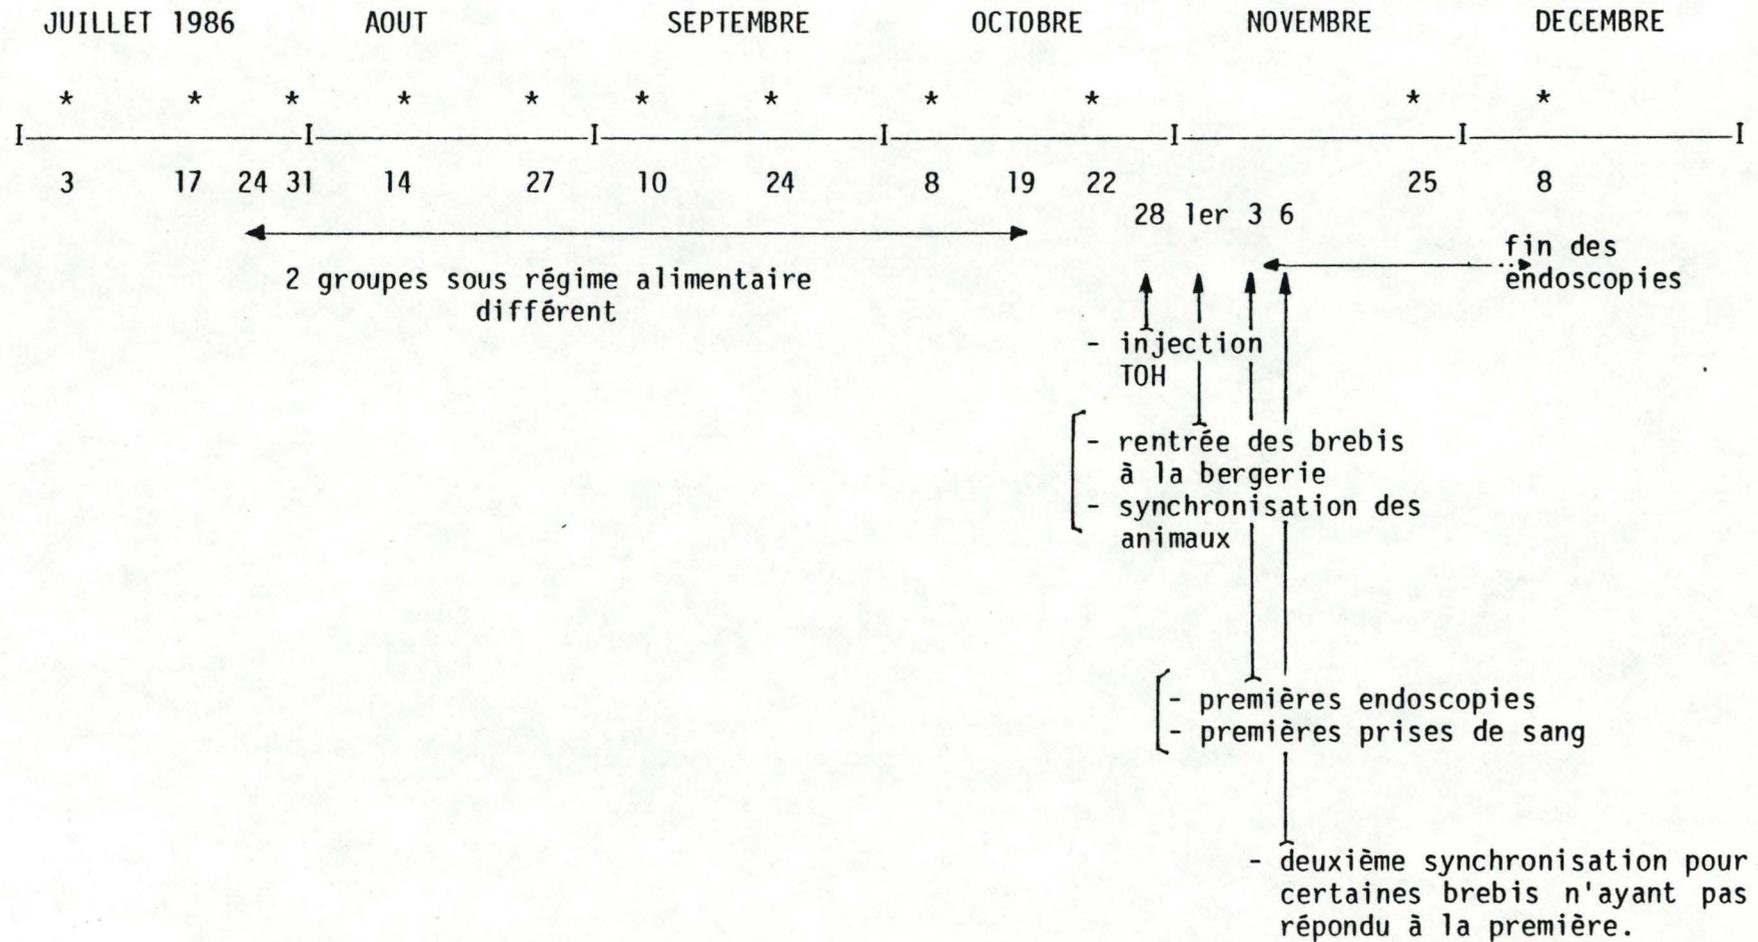 JUILLET 1986 AOUT SEPTEMBRE OCTOBRE NOVEMBRE DECEMBRE
* * * * * * * * * * *
I I I I I I I
3 17 24 31 14 27 10 24 8 19 22 25 8
28 1er 3 6
fin des
endoscopies
2 groupes sous régime alimentaire
différent
- injection
TOH
- rentrée des brebis
à la bergerie
- synchronisation des
animaux
- premières endoscopies
- premières prises de sang
- deuxième synchronisation pour
certaines brebis n'ayant pas
répondu à la première.